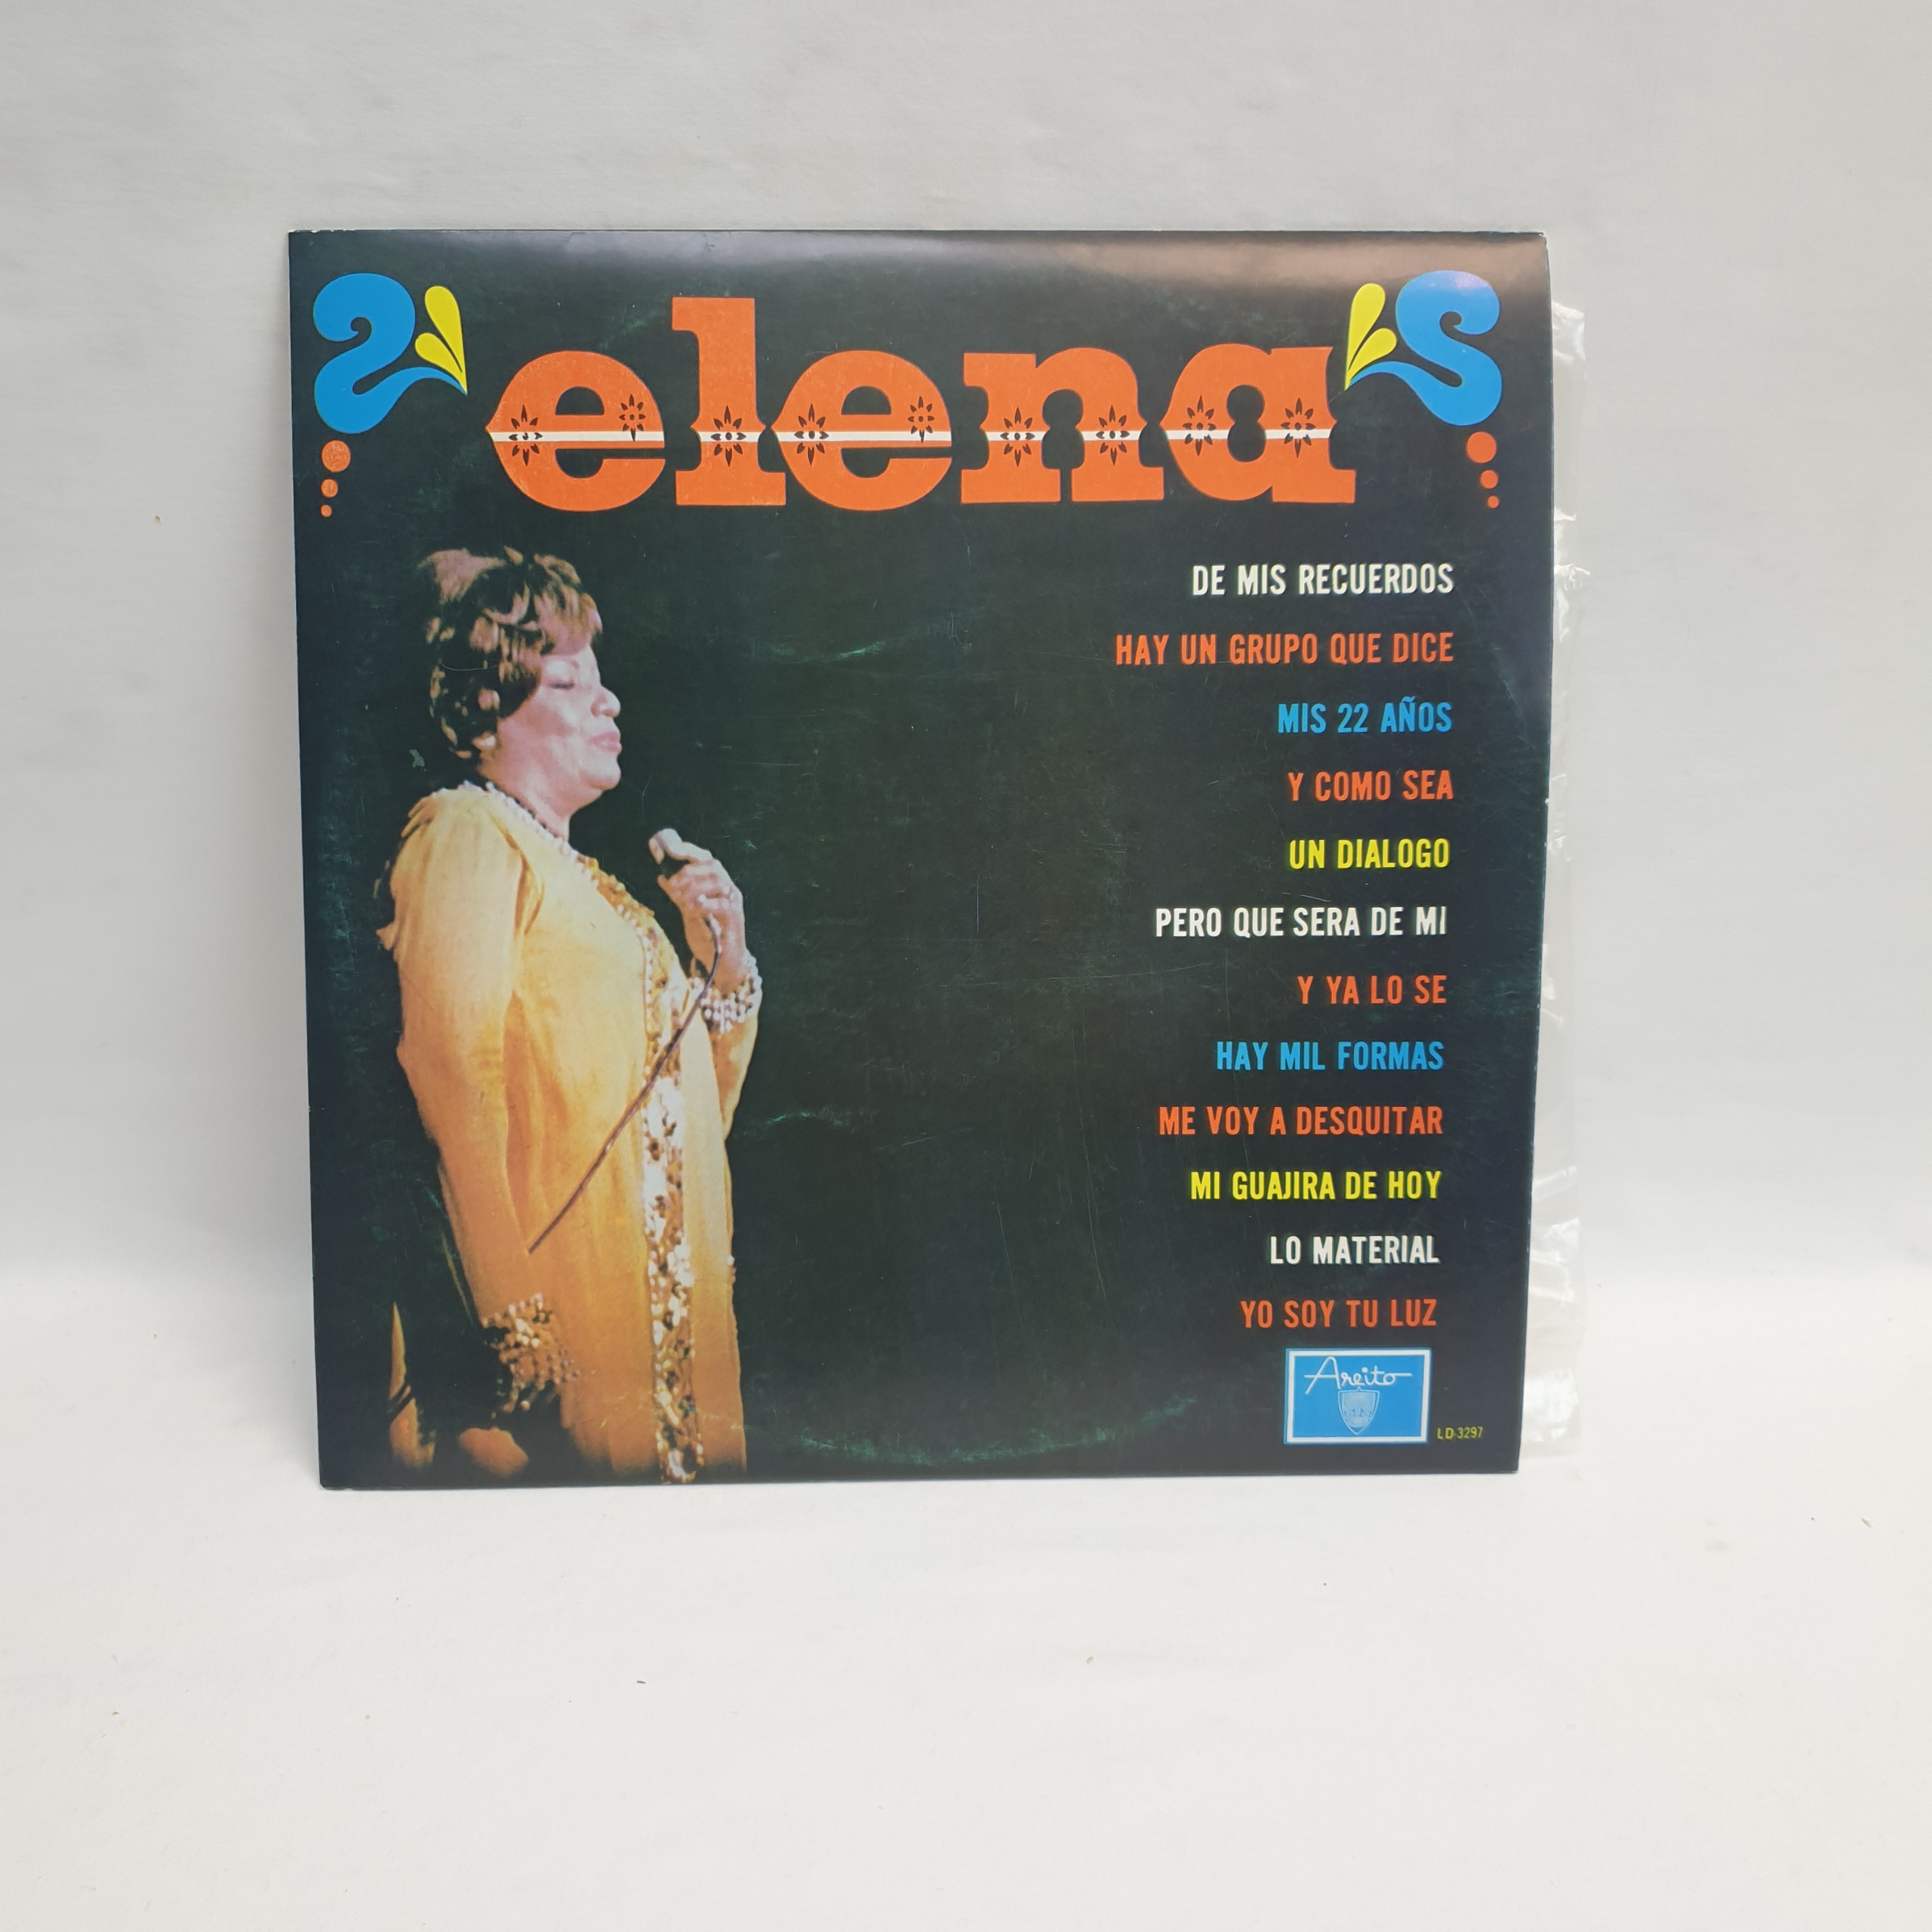 elena
DE MIS RECUERDOS
HAY UN GRUPO QUE DICE
MIS 22 AÑOS
Y COMO SEA
UN DIALOGO
PERO QUE SERA DE MI
Y YA LO SE
HAY MIL FORMAS
ME VOY A DESQUITAR
MI GUAJIRA DE HOY
LO MATERIAL
YO SOY TU LUZ
Areito
LD-3297